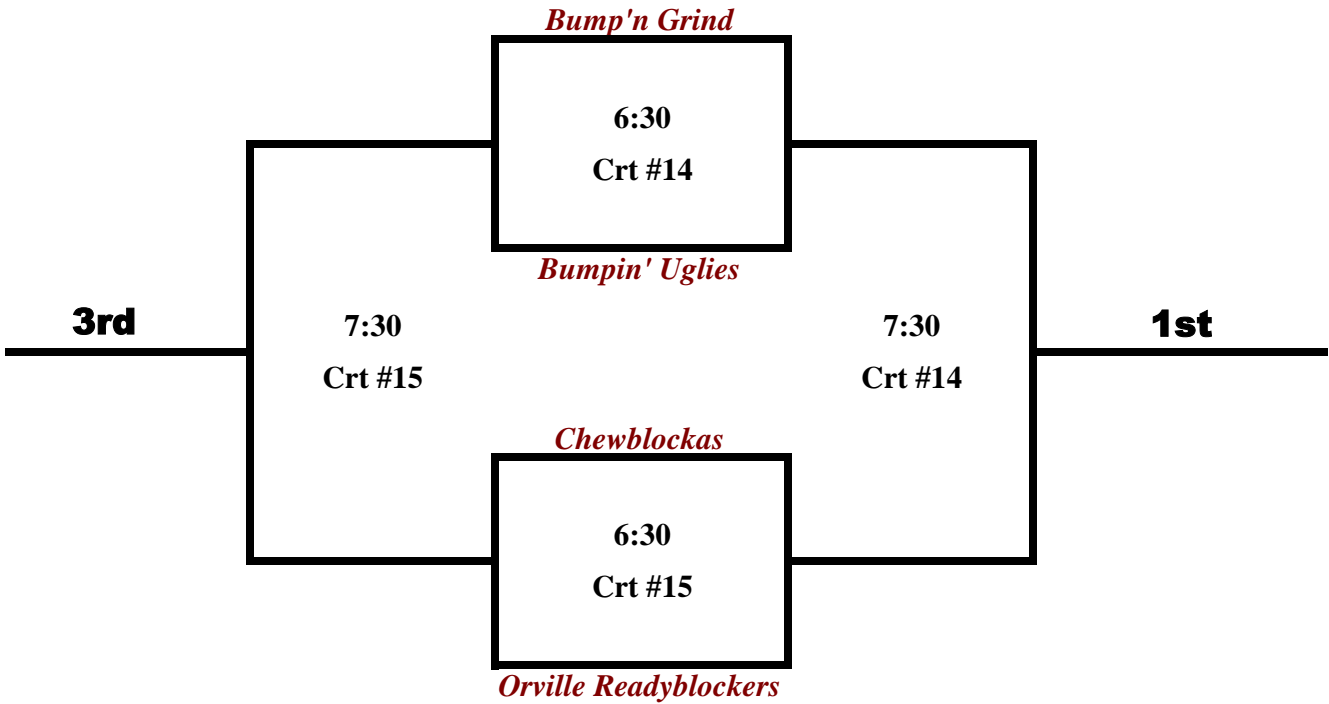 Bump'n Grind
6:30
Crt #14
Bumpin' Uglies
3rd
7:30
Crt #15
7:30
Crt #14
1st
Chewblockas
6:30
Crt #15
Orville Readyblockers